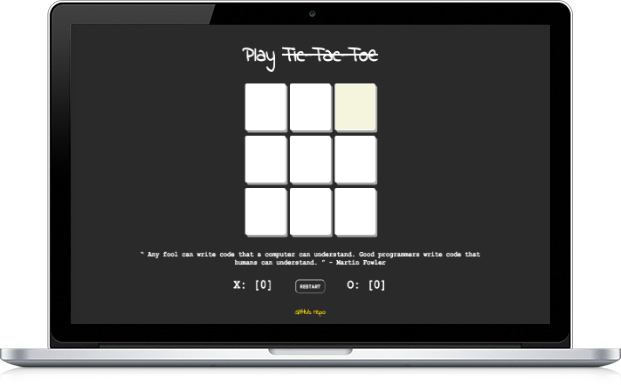 Play Tic Tac Toe
" Any fool can write code that a computer can understand. Good programmers write code that
humans can understand. " - Martin Fowler
X: [0] RESTART O: [0]
GitHub repo